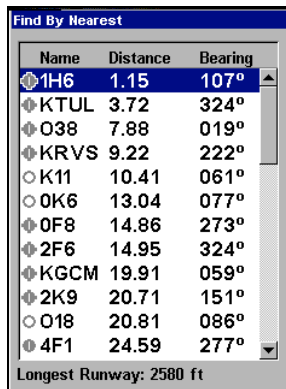 Find By Nearest
Name Distance Bearing
1H6 1.15 107º
KTUL 3.72 324º
O38 7.88 019º
KRVS 9.22 222º
K11 10.41 061º
0K6 13.04 077º
0F8 14.86 273º
2F6 14.95 324º
KGCM 19.91 059º
2K9 20.71 151º
O18 20.81 086º
4F1 24.59 277º
Longest Runway: 2580 ft